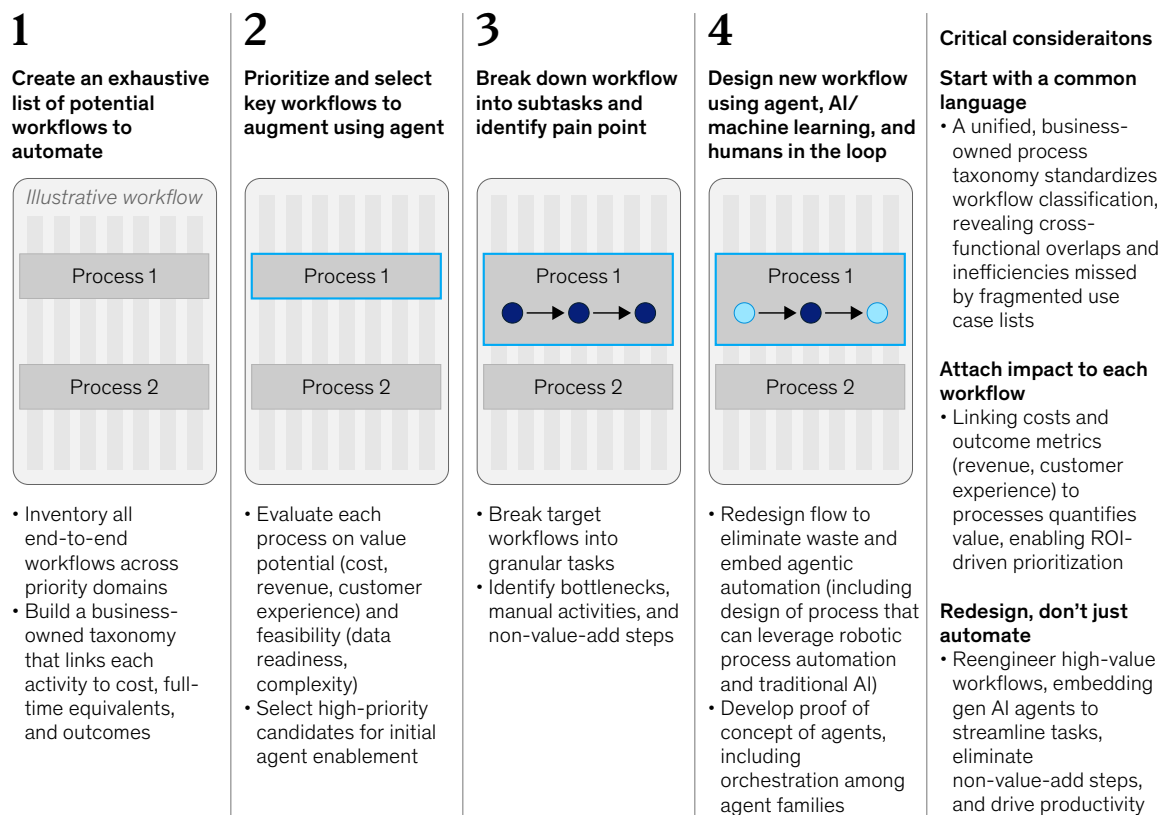 1
Create an exhaustive
list of potential
workflows to
automate
Illustrative workflow
Process 1
Process 2
• Inventory all
end-to-end
workflows across
priority domains
• Build a business-
owned taxonomy
that links each
activity to cost, full-
time equivalents,
and outcomes
2
Prioritize and select
key workflows to
augment using agent
Process 1
Process 2
• Evaluate each
process on value
potential (cost,
revenue, customer
experience) and
feasibility (data
readiness,
complexity)
• Select high-priority
candidates for initial
agent enablement
3
Break down workflow
into subtasks and
identify pain point
Process 1
Process 2
• Break target
workflows into
granular tasks
• Identify bottlenecks,
manual activities, and
non-value-add steps
4
Design new workflow
using agent, AI/
machine learning, and
humans in the loop
Process 1
Process 2
• Redesign flow to
eliminate waste and
embed agentic
automation (including
design of process that
can leverage robotic
process automation
and traditional AI)
• Develop proof of
concept of agents,
including
orchestration among
agent families
Critical consideraitons
Start with a common
language
• A unified, business-
owned process
taxonomy standardizes
workflow classification,
revealing cross-
functional overlaps and
inefficiencies missed
by fragmented use
case lists
Attach impact to each
workflow
• Linking costs and
outcome metrics
(revenue, customer
experience) to
processes quantifies
value, enabling ROI-
driven prioritization
Redesign, don’t just
automate
• Reengineer high-value
workflows, embedding
gen AI agents to
streamline tasks,
eliminate
non-value-add steps,
and drive productivity